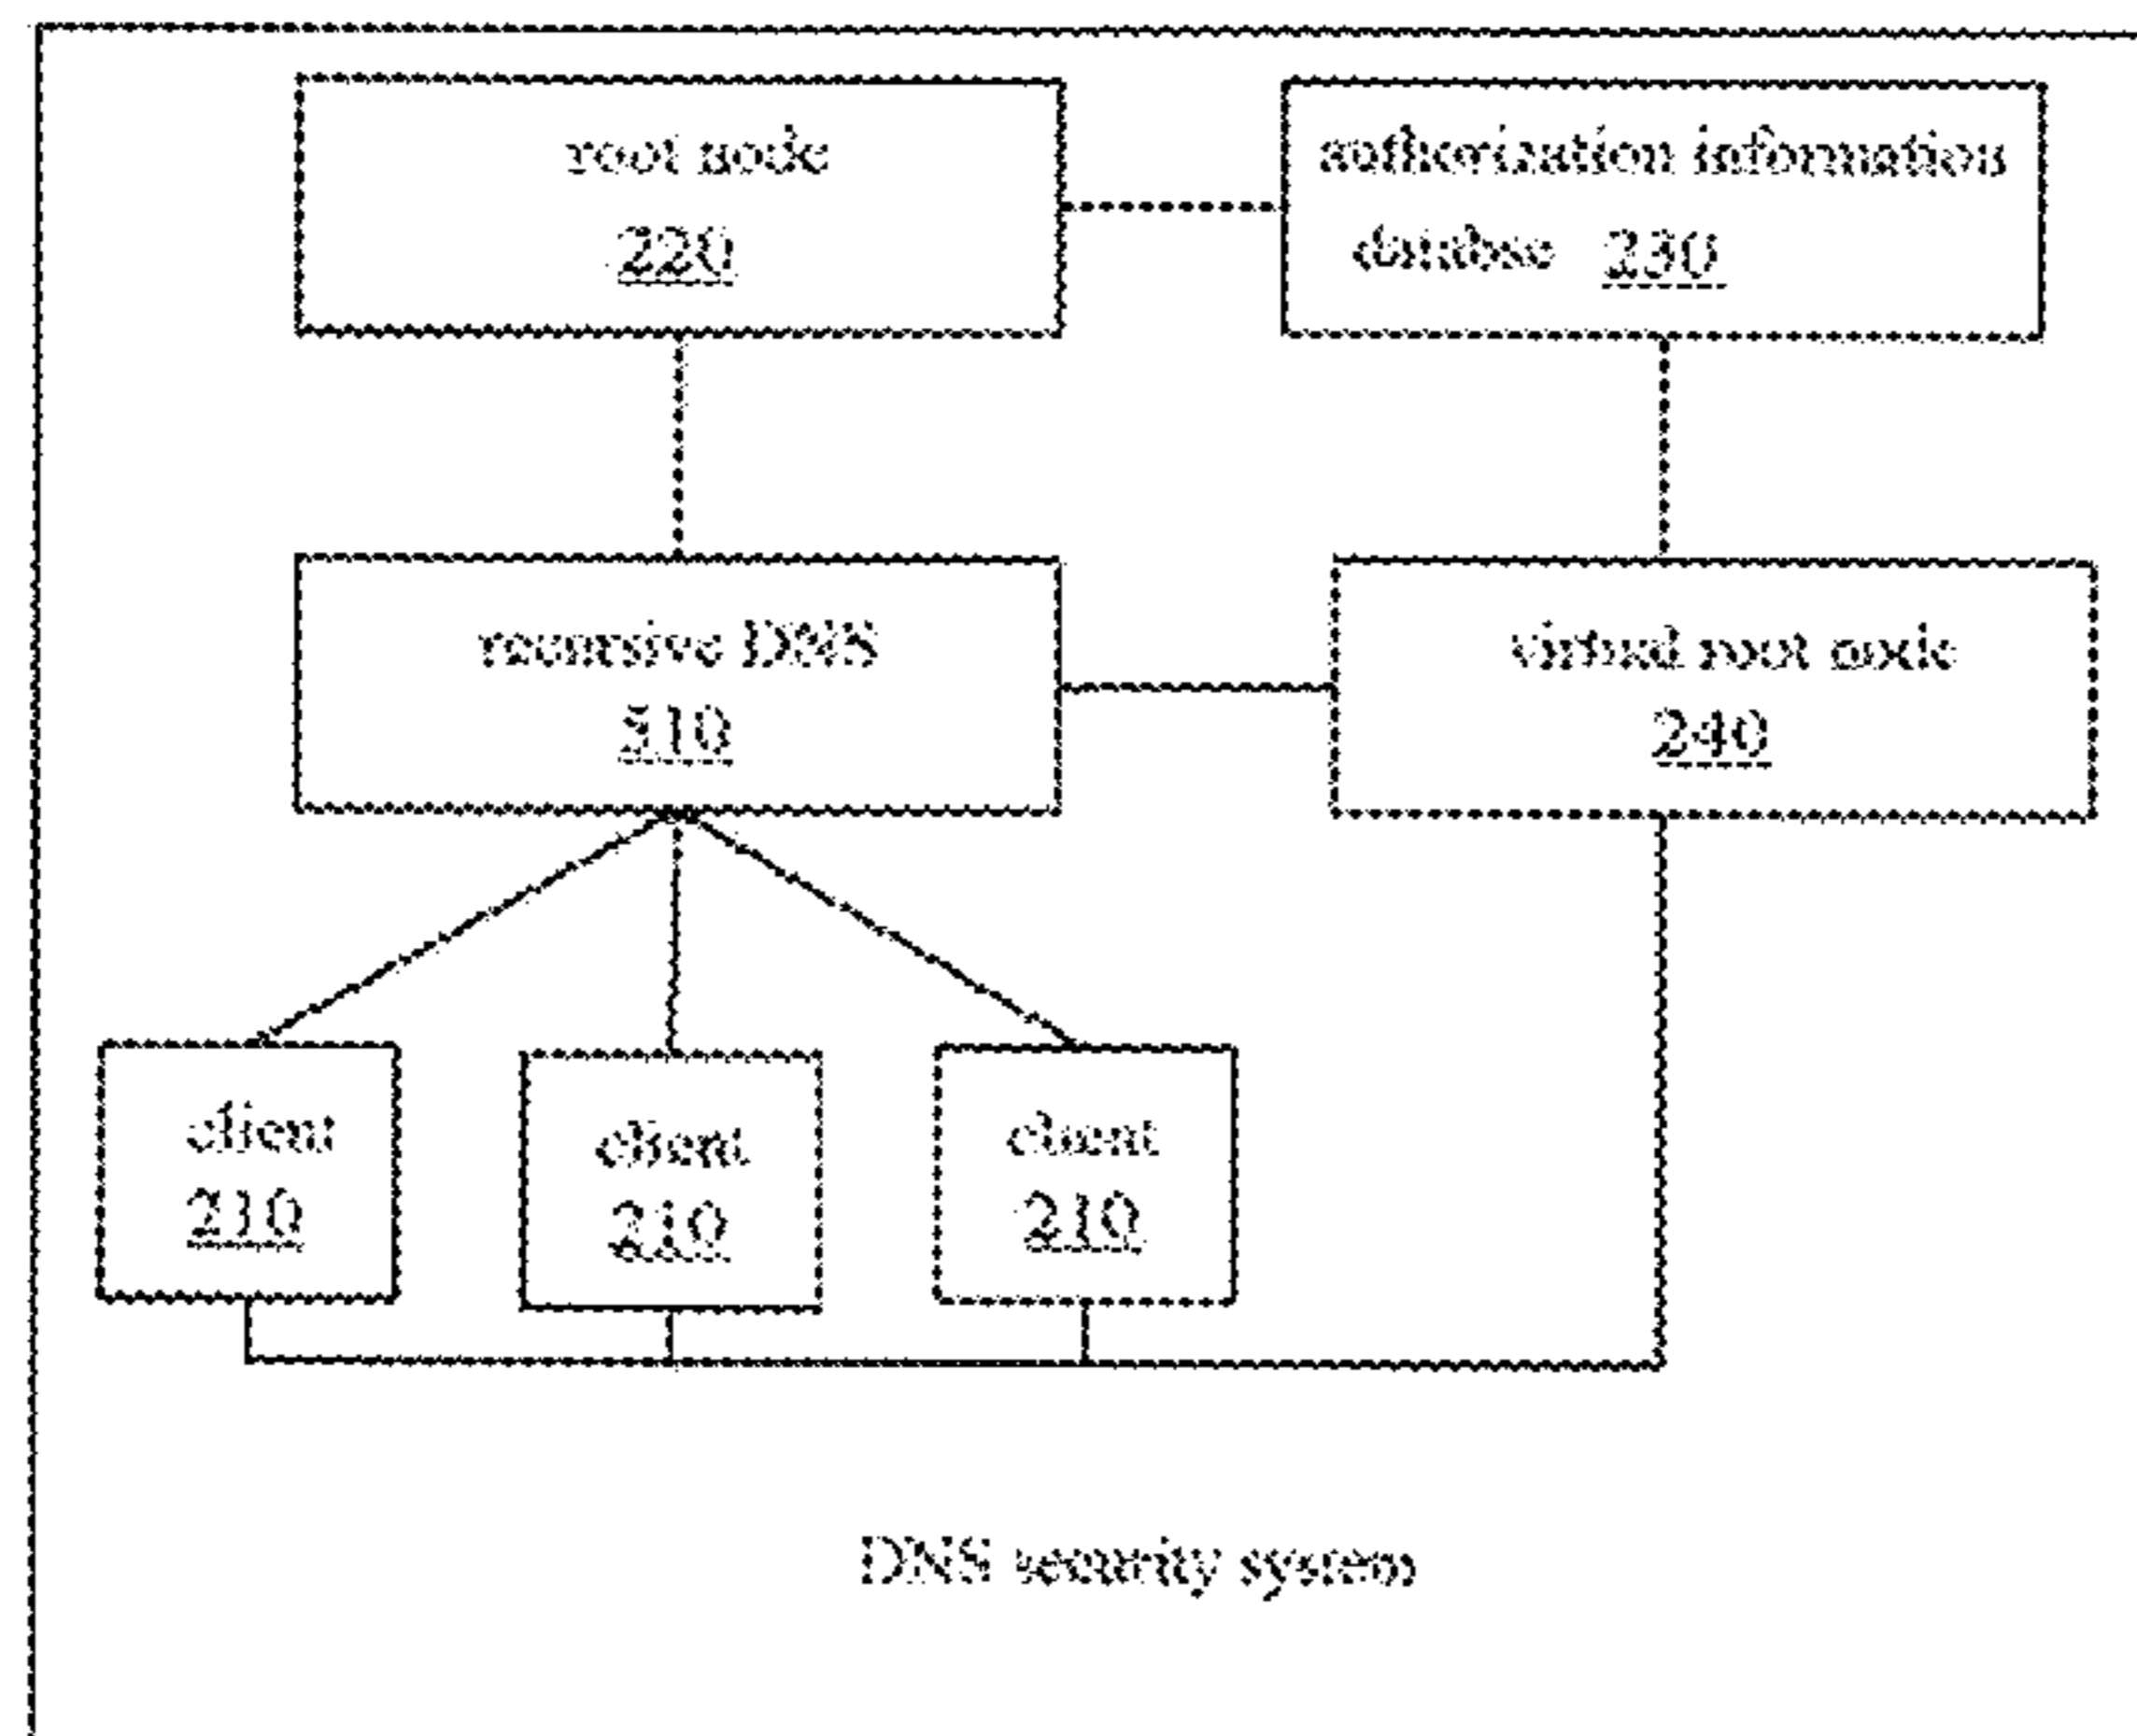 root node
220
authorization information
databse 230
recursive DNS
510
virtual root node
240
client
210
client
210
client
210
DNS security system